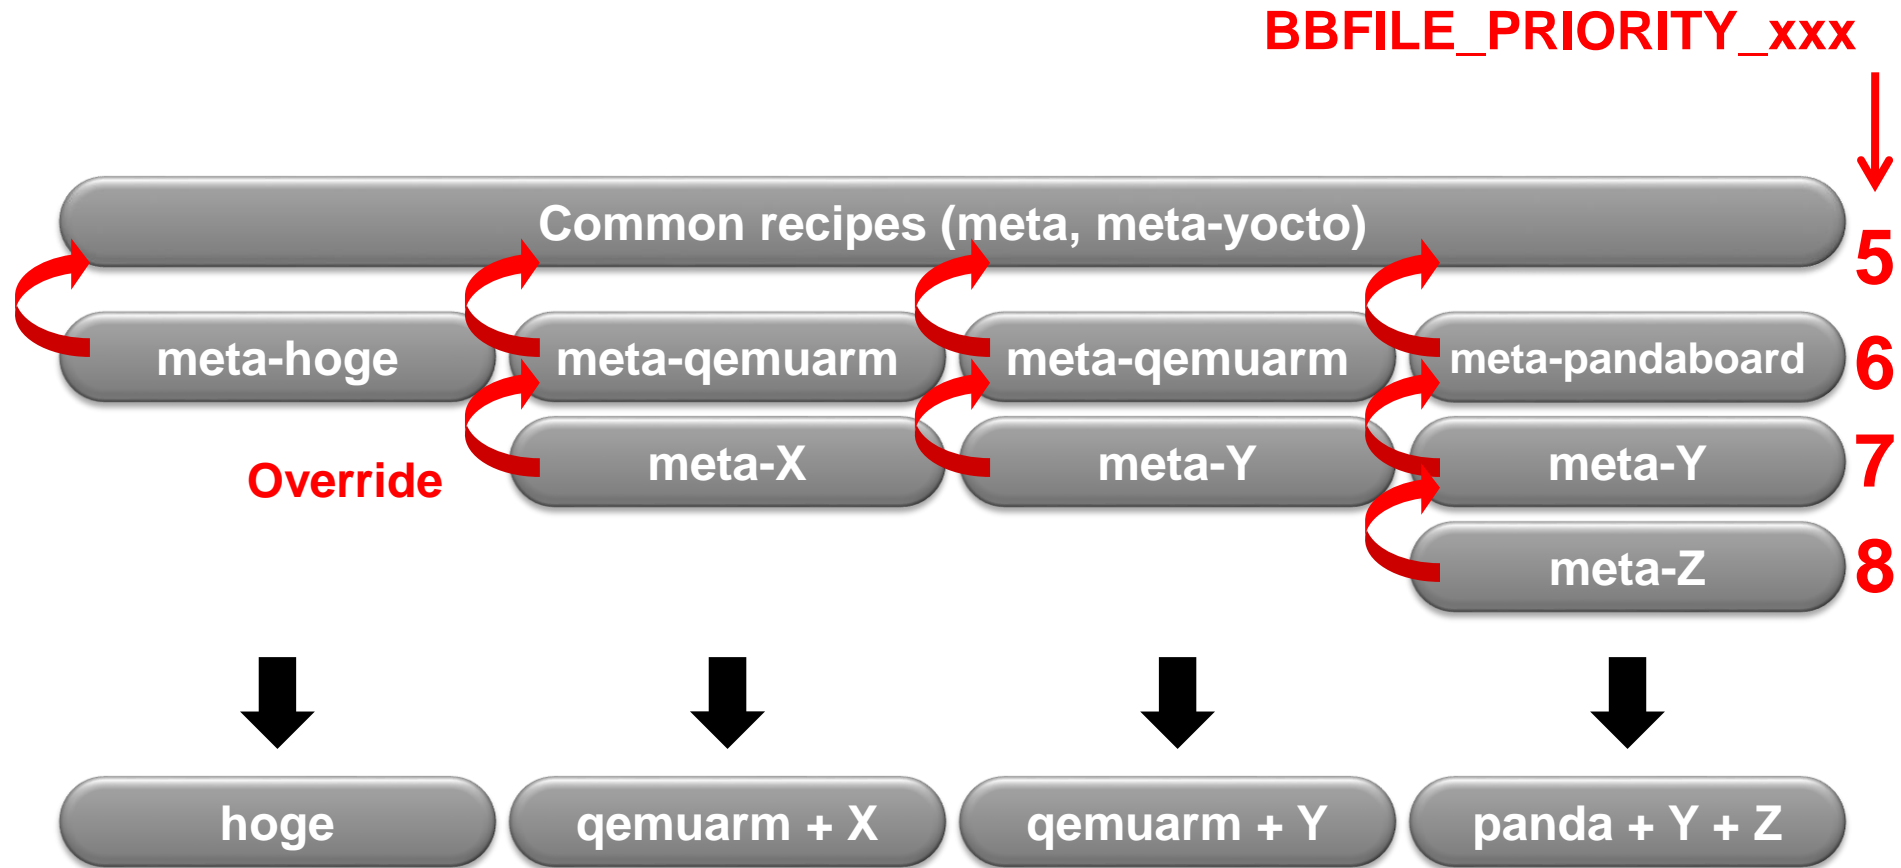 BBFILE_PRIORITY_xxx
Common recipes (meta, meta-yocto)
5
meta-hoge
meta-qemuarm
meta-qemuarm
meta-pandaboard
6
Override
meta-X
meta-Y
meta-Y
7
meta-Z
8
hoge
qemuarm + X
qemuarm + Y
panda + Y + Z